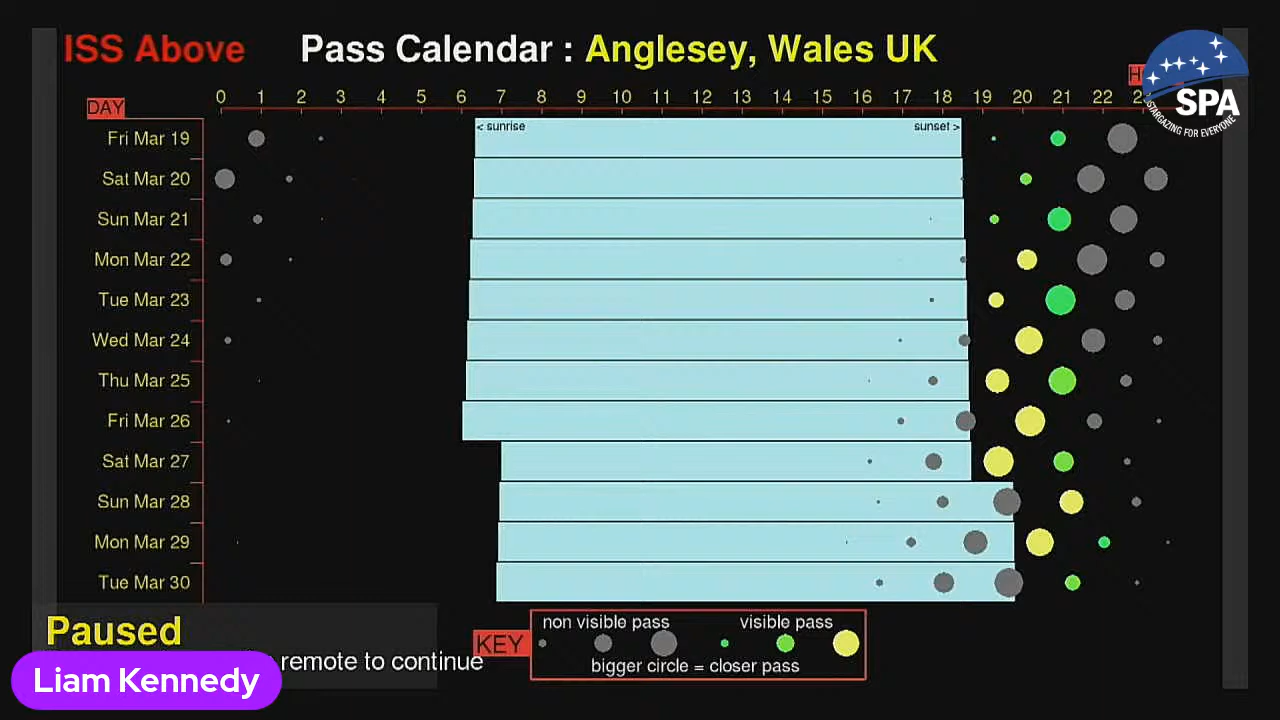 ISS Above Pass Calendar : Anglesey, Wales UK
DAY 0 1 2 3 4 5 6 7 8 9 10 11 12 13 14 15 16 17 18 19 20 21 22
SPA
STARGAZING FOR EVERYONE
< sunrise sunset >
Fri Mar 19
Sat Mar 20
Sun Mar 21
Mon Mar 22
Tue Mar 23
Wed Mar 24
Thu Mar 25
Fri Mar 26
Sat Mar 27
Sun Mar 28
Mon Mar 29
Tue Mar 30
Paused
remote to continue
Liam Kennedy
KEY
non visible pass visible pass
bigger circle = closer pass